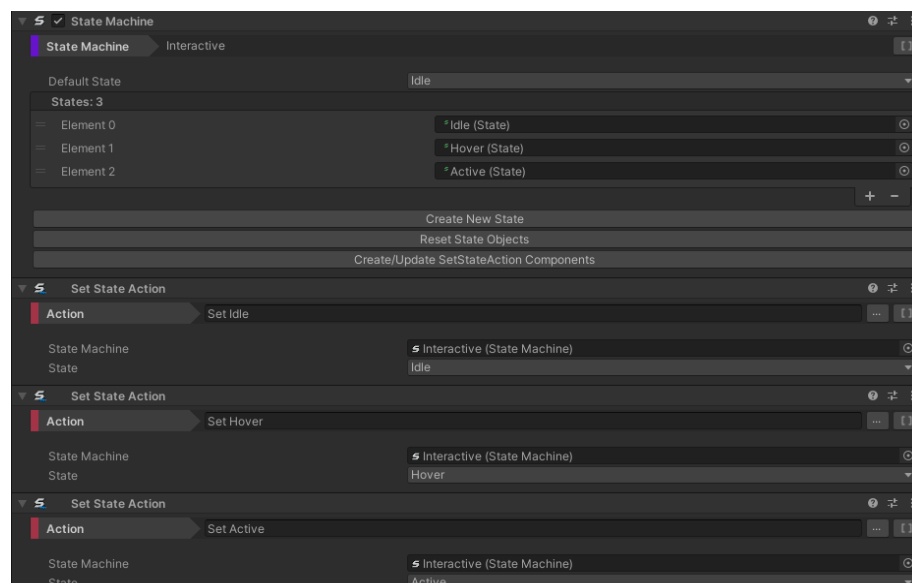 State Machine
State Machine Interactive
Default State Idle
States: 3
Element 0 Idle (State)
Element 1 Hover (State)
Element 2 Active (State)
+ −
Create New State
Reset State Objects
Create/Update SetStateAction Components
Set State Action
Action Set Idle ...
State Machine Interactive (State Machine)
State Idle
Set State Action
Action Set Hover ...
State Machine Interactive (State Machine)
State Hover
Set State Action
Action Set Active ...
State Machine Interactive (State Machine)
State Active